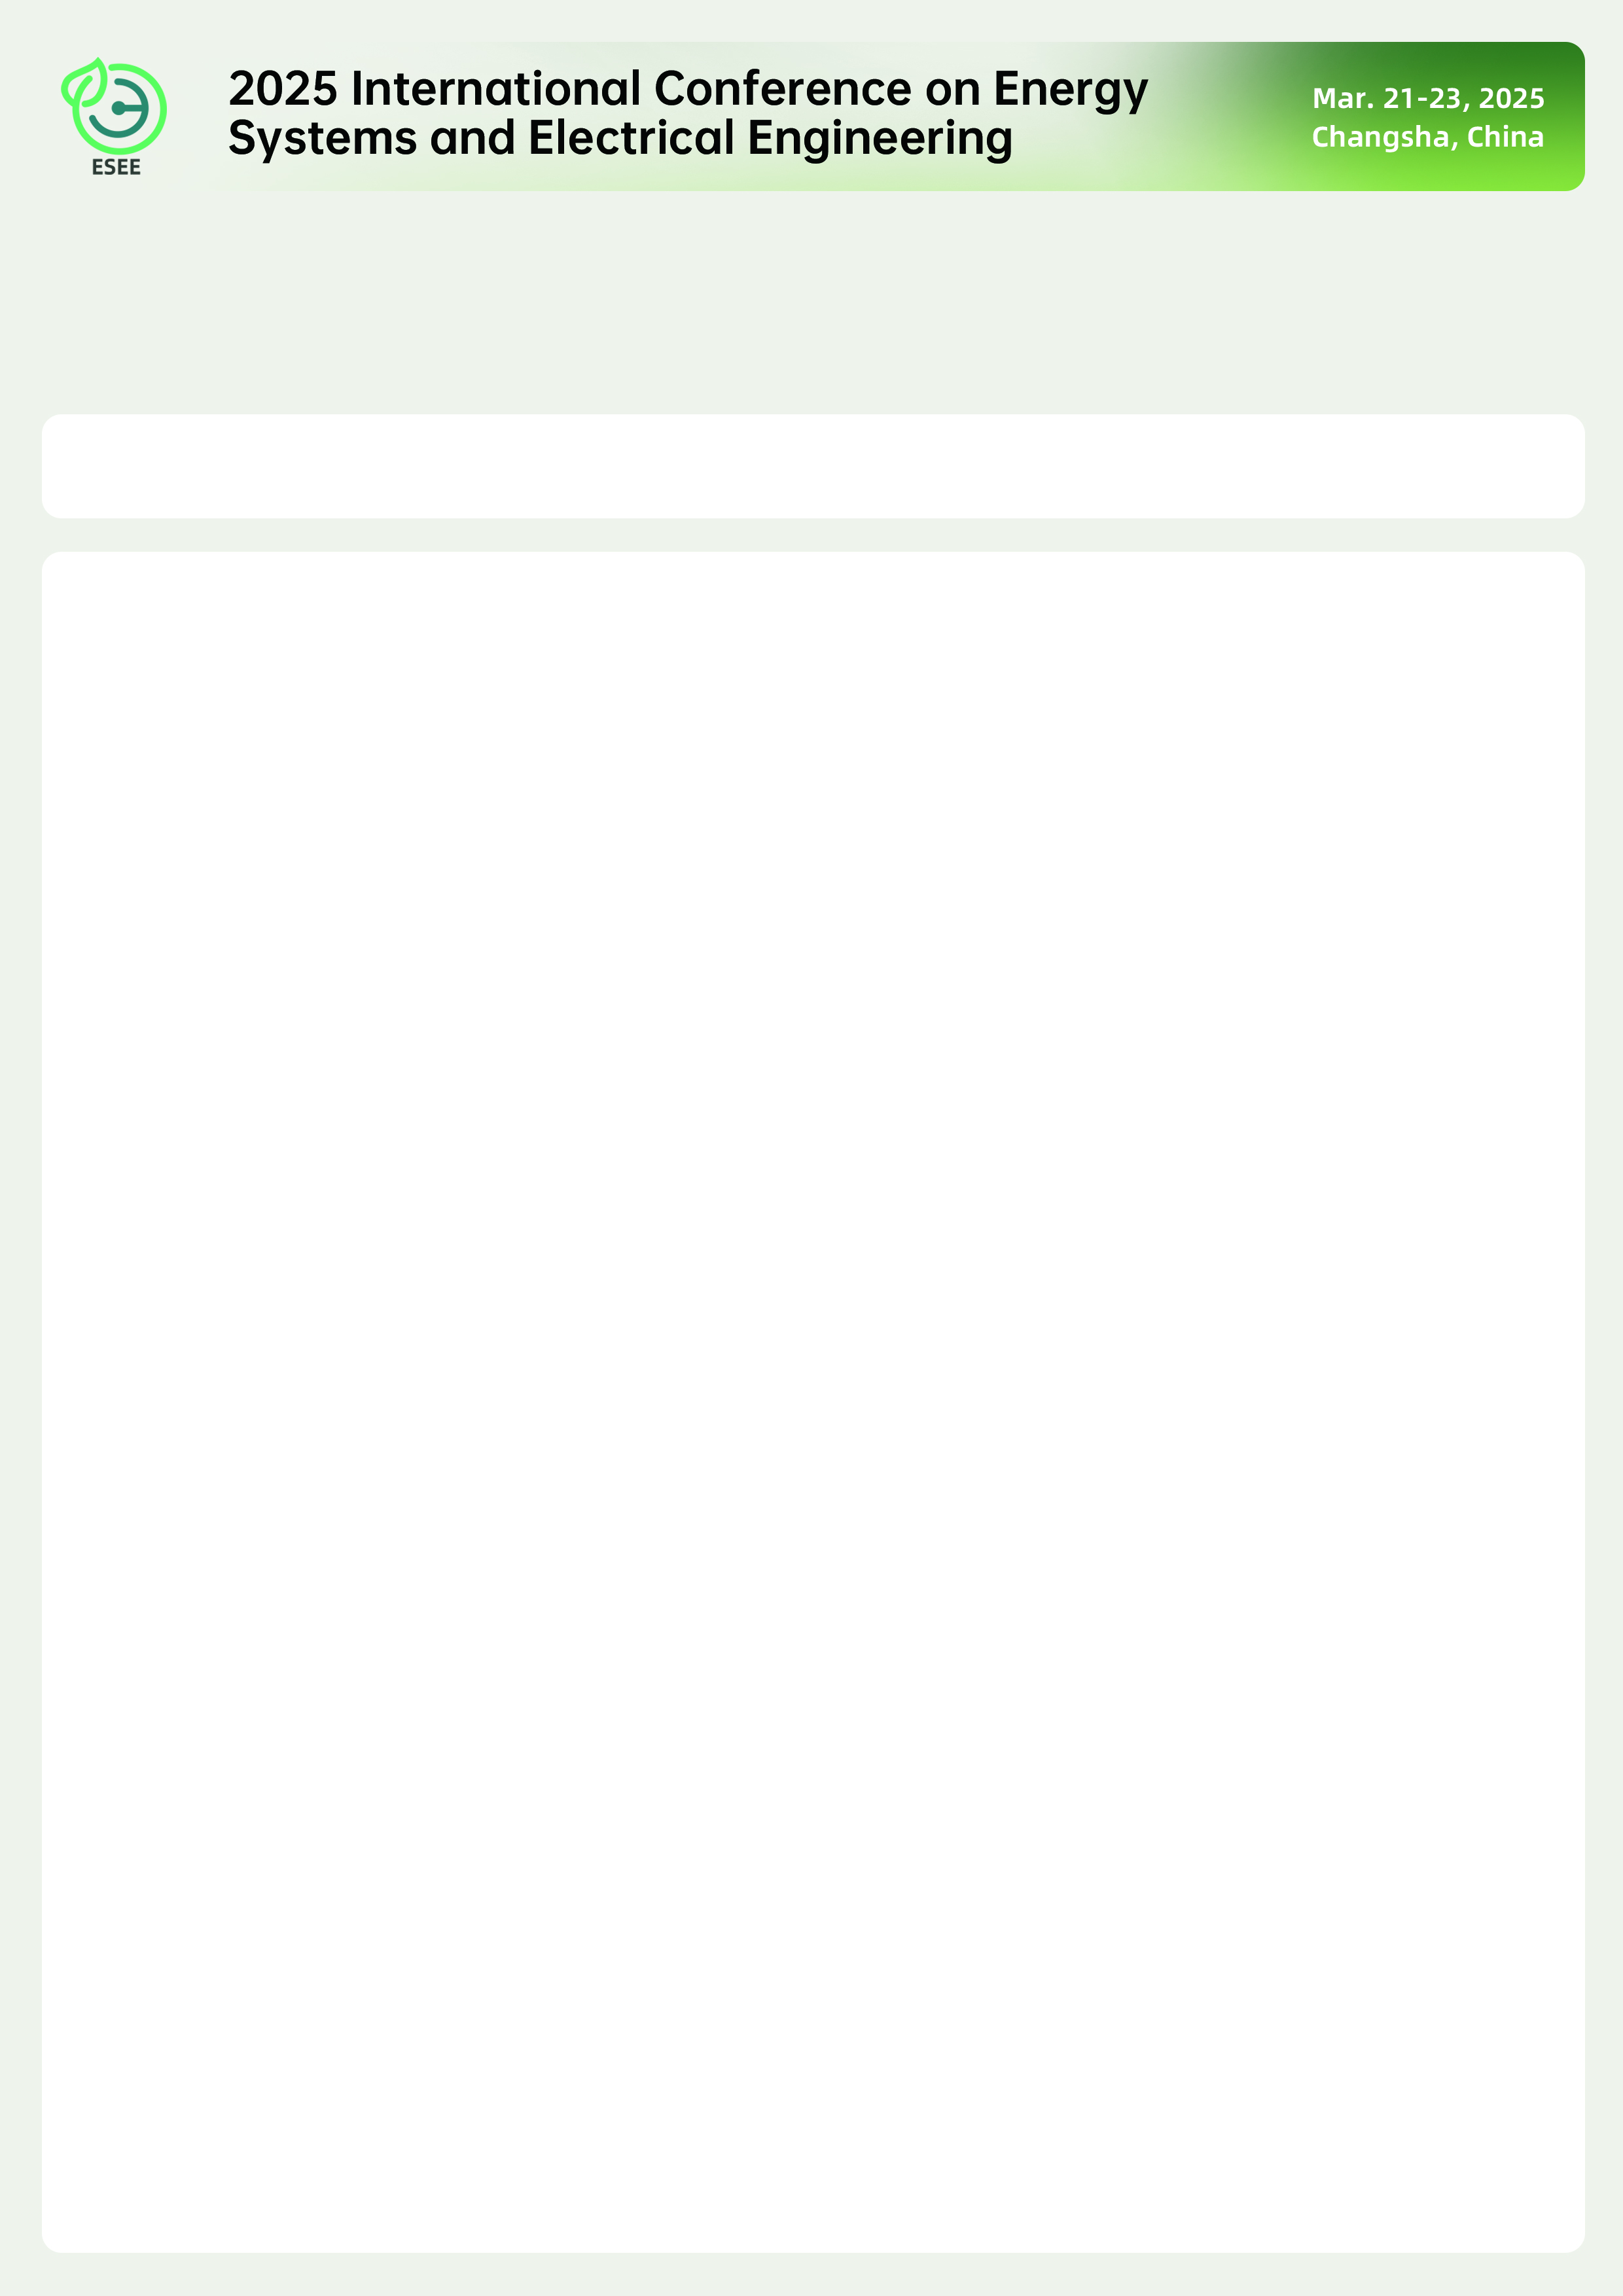 2025 International Conference on Energy
Systems and Electrical Engineering
Mar. 21-23, 2025
Changsha, China
ESEE